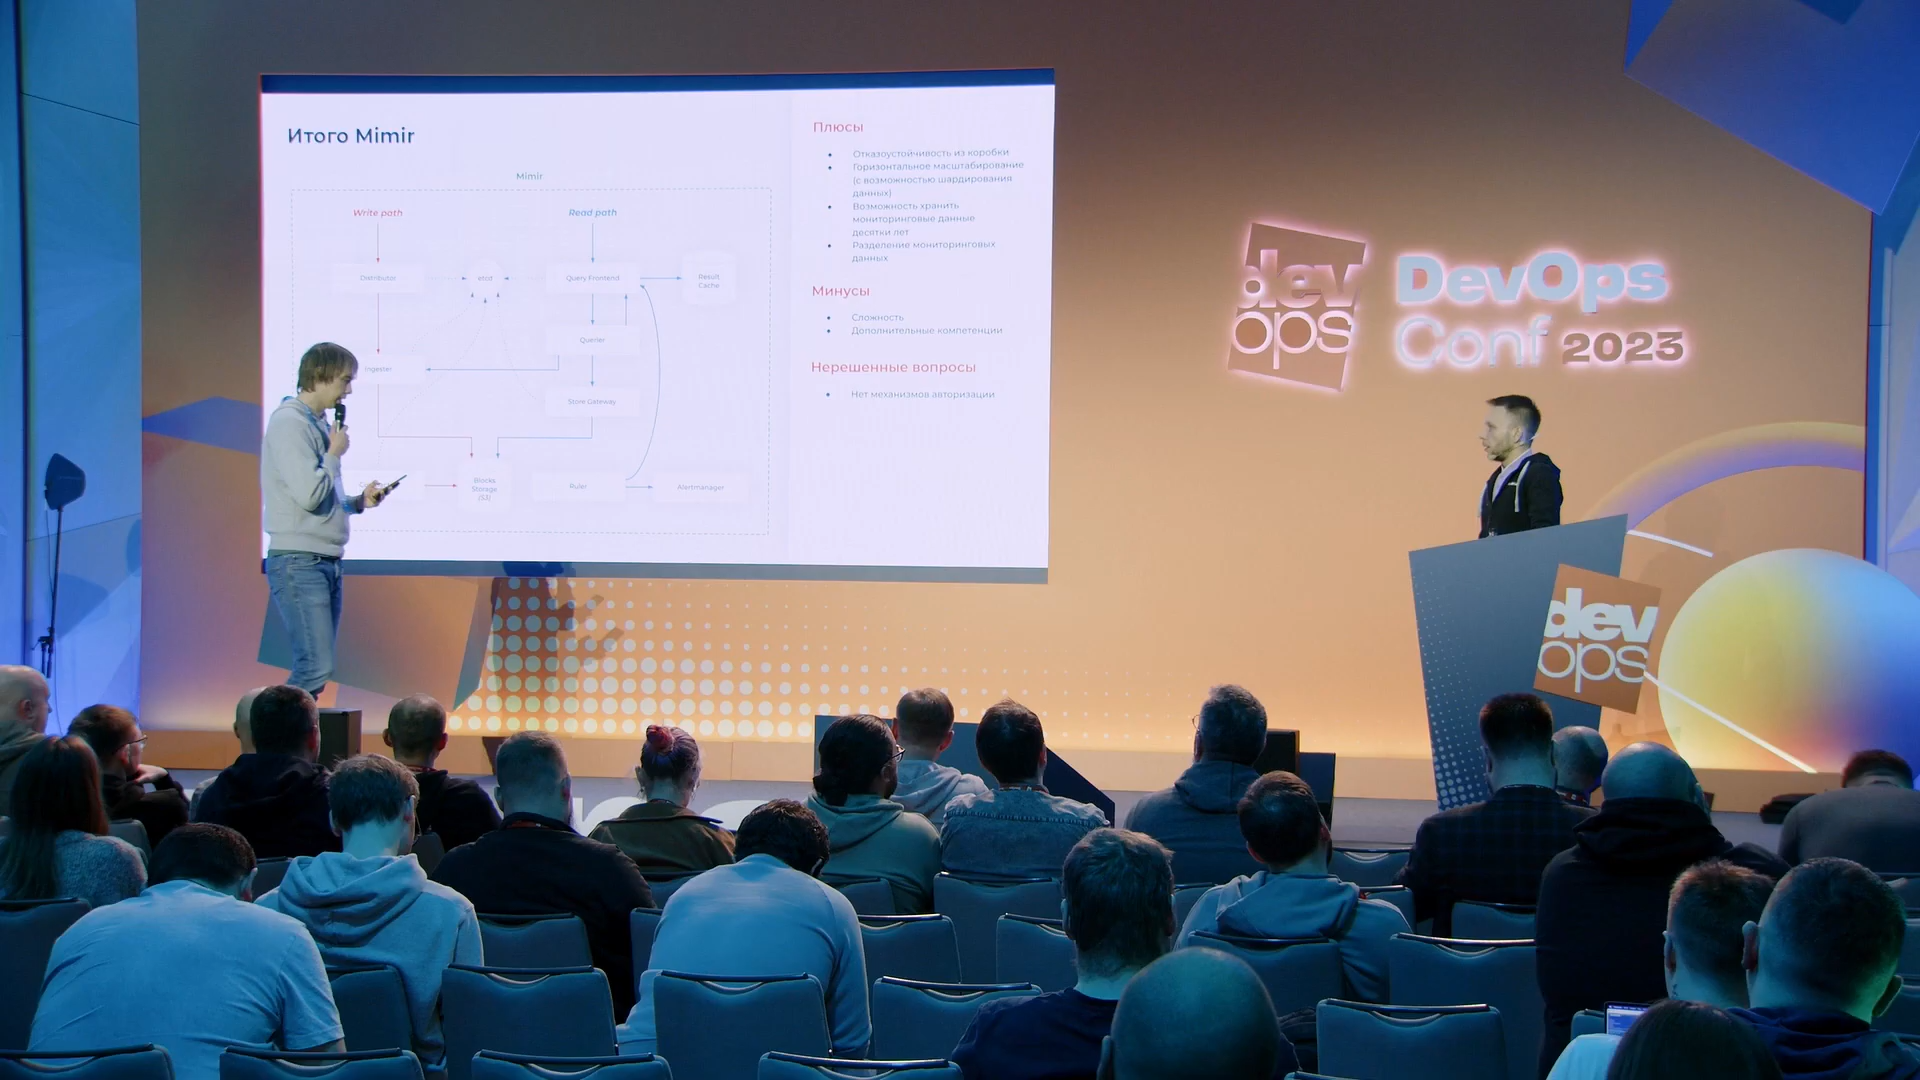 Итого Mimir
Mimir
Write path
Read path
Distributor
etcd
Query Frontend
Result
Cache
Querier
Ingester
Store Gateway
Blocks
Storage
(S3)
Ruler
Alertmanager
Плюсы
Отказоустойчивость из коробки
Горизонтальное масштабирование
(с возможностью шардирования
данных)
Возможность хранить
мониторинговые данные
десятки лет
Разделение мониторинговых
данных
Минусы
Сложность
Дополнительные компетенции
Нерешенные вопросы
Нет механизмов авторизации
dev
ops
DevOps
Conf 2023
dev
ops